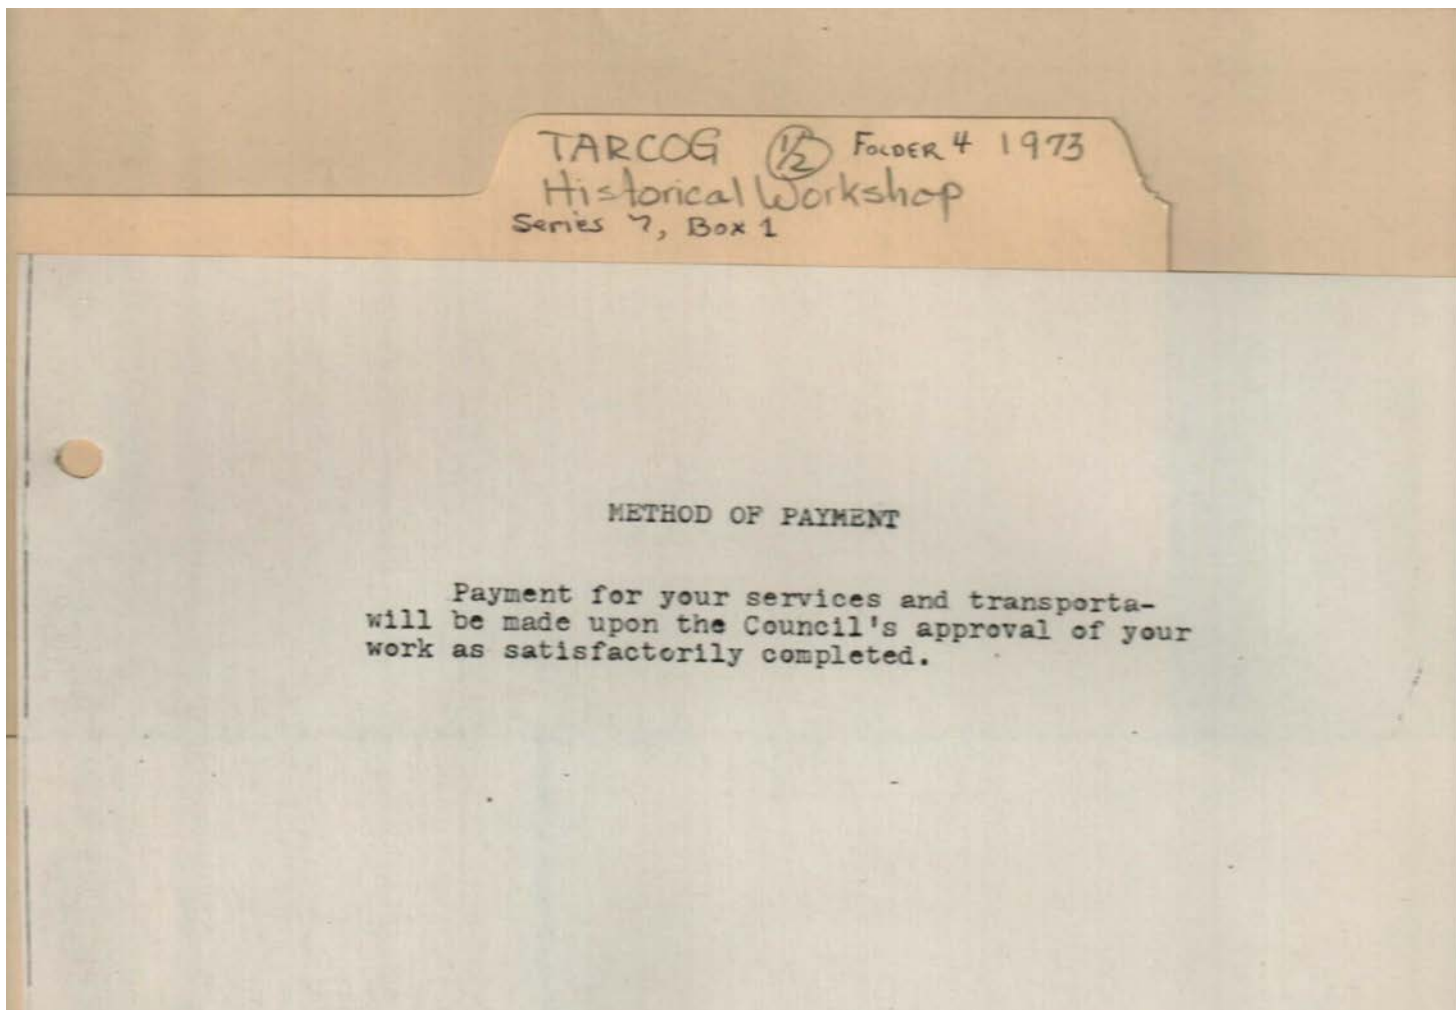 TARCOG 1/2 FOLDER 4 1973
Historical Workshop
Series 7, Box 1
METHOD OF PAYMENT
Payment for your services and transporta-
will be made upon the Council's approval of your
work as satisfactorily completed.